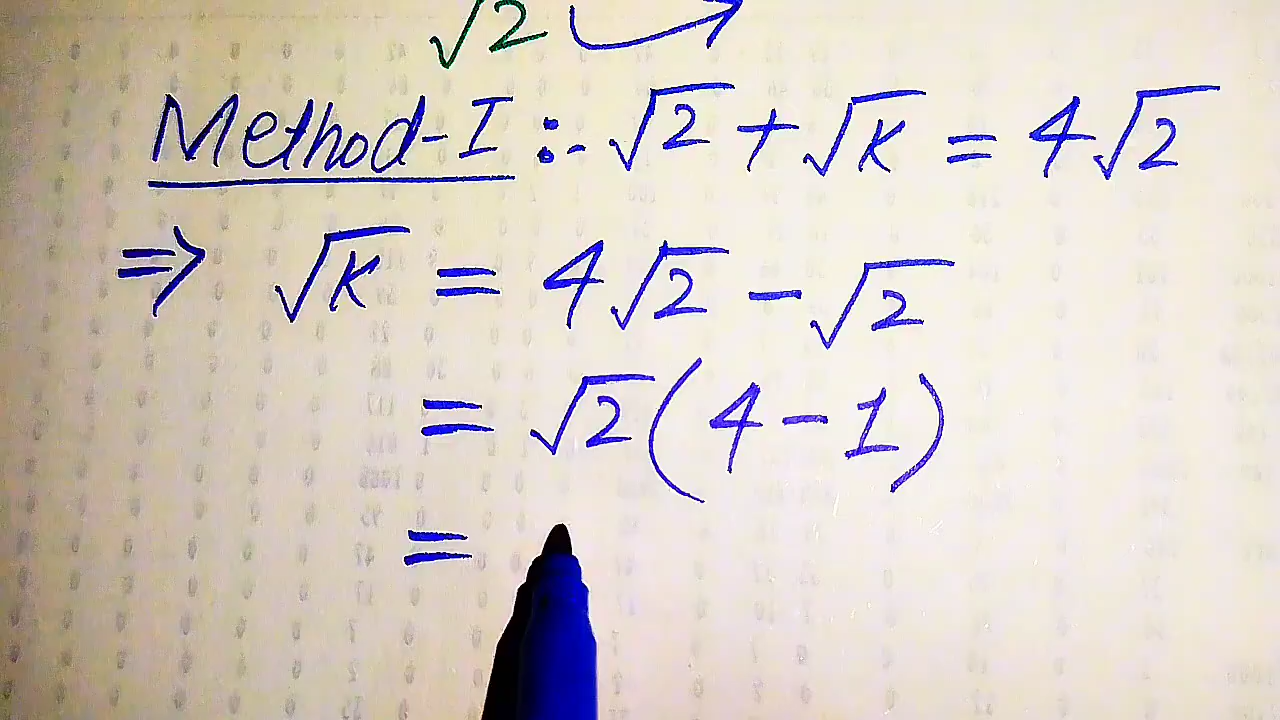 √2
Method-I :- √2 + √K = 4√2
=> √K = 4√2 - √2
= √2(4-1)
=